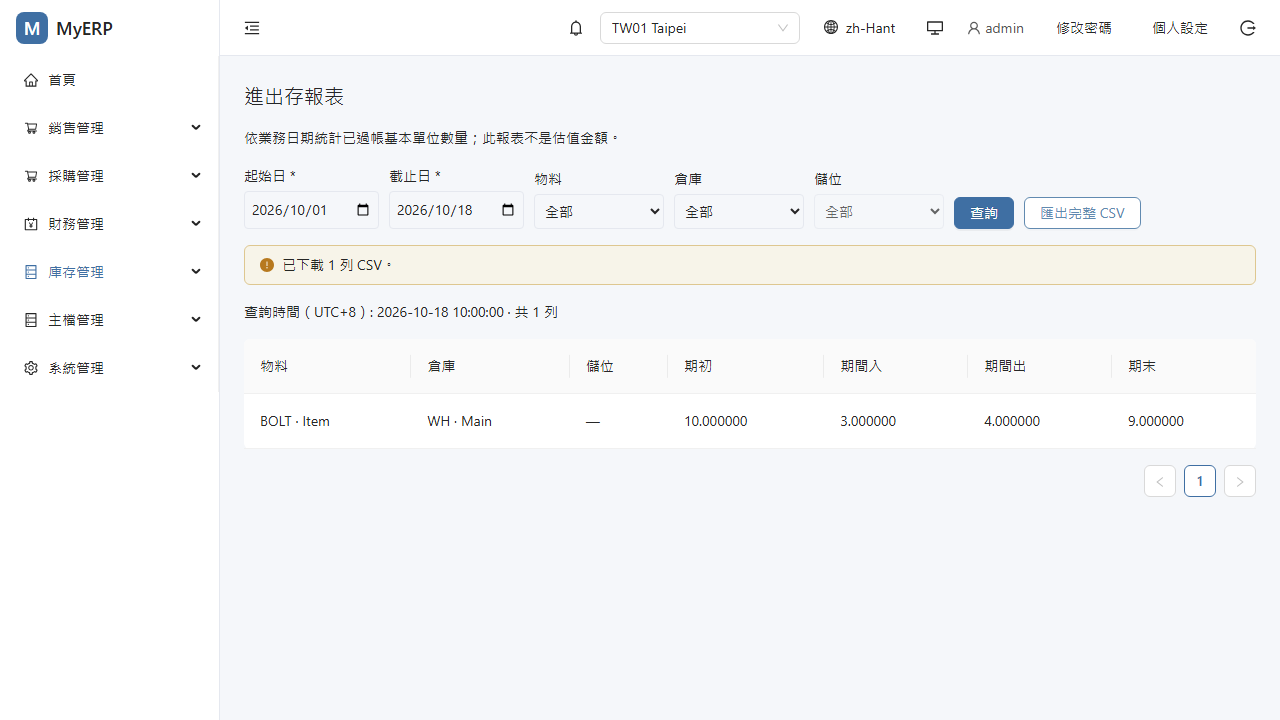 M MyERP
TW01 Taipei
zh-Hant
admin
修改密碼
個人設定
首頁
銷售管理
採購管理
財務管理
庫存管理
主檔管理
系統管理
進出存報表
依業務日期統計已過帳基本單位數量；此報表不是估值金額。
起始日 * 截止日 * 物料 倉庫 儲位
2026/10/01 2026/10/18 全部 全部 全部 查詢 匯出完整 CSV
已下載 1 列 CSV。
查詢時間（UTC+8）: 2026-10-18 10:00:00 · 共 1 列
物料 倉庫 儲位 期初 期間入 期間出 期末
BOLT · Item WH · Main — 10.000000 3.000000 4.000000 9.000000
1